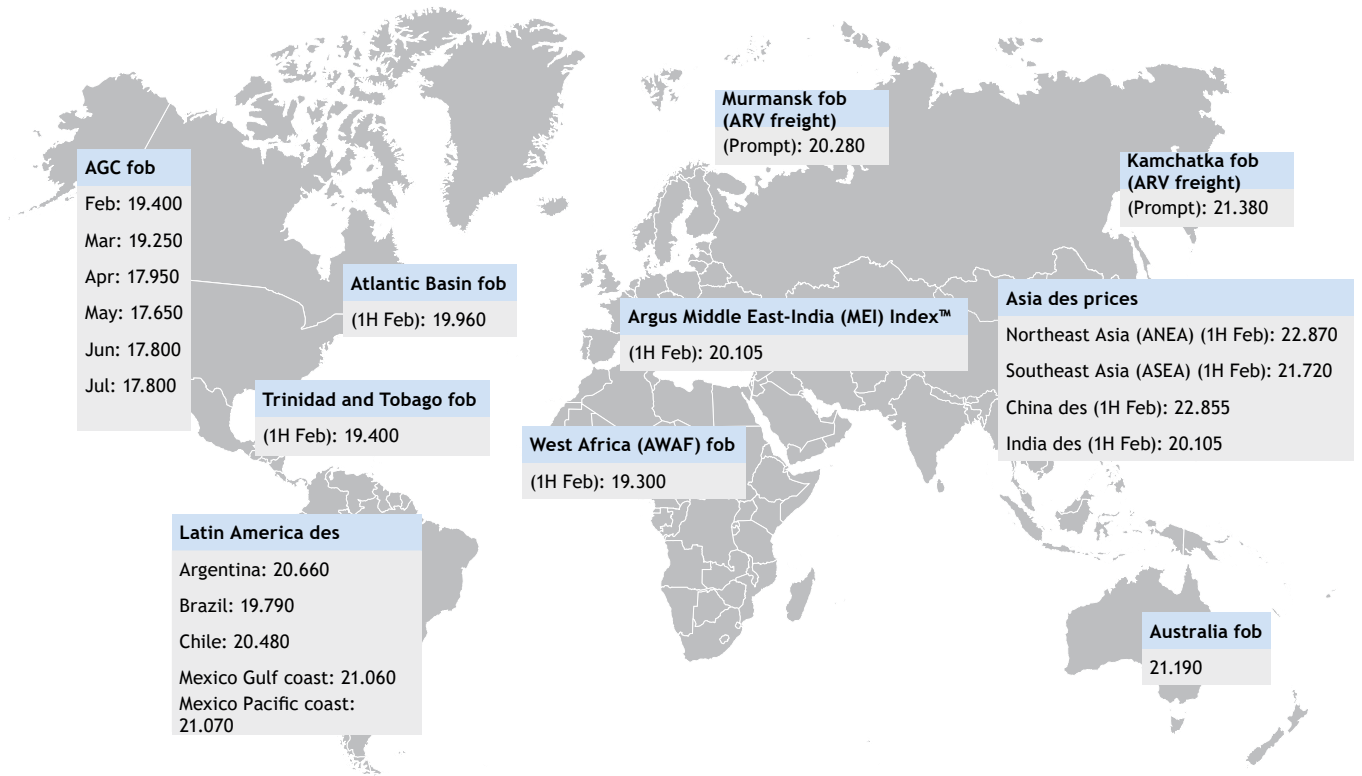 Murmansk fob
(ARV freight)
(Prompt): 20.280
Kamchatka fob
(ARV freight)
(Prompt): 21.380
AGC fob
Feb: 19.400
Mar: 19.250
Apr: 17.950
May: 17.650
Jun: 17.800
Jul: 17.800
Atlantic Basin fob
(1H Feb): 19.960
Argus Middle East-India (MEI) Index™
(1H Feb): 20.105
Asia des prices
Northeast Asia (ANEA) (1H Feb): 22.870
Southeast Asia (ASEA) (1H Feb): 21.720
China des (1H Feb): 22.855
India des (1H Feb): 20.105
Trinidad and Tobago fob
(1H Feb): 19.400
West Africa (AWAF) fob
(1H Feb): 19.300
Latin America des
Argentina: 20.660
Brazil: 19.790
Chile: 20.480
Mexico Gulf coast: 21.060
Mexico Pacific coast:
21.070
Australia fob
21.190